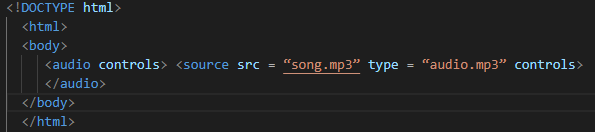 <!DOCTYPE html>
<html>
<body>
<audio controls> <source src = “song.mp3” type = “audio.mp3” controls>
</audio>
</body>
</html>